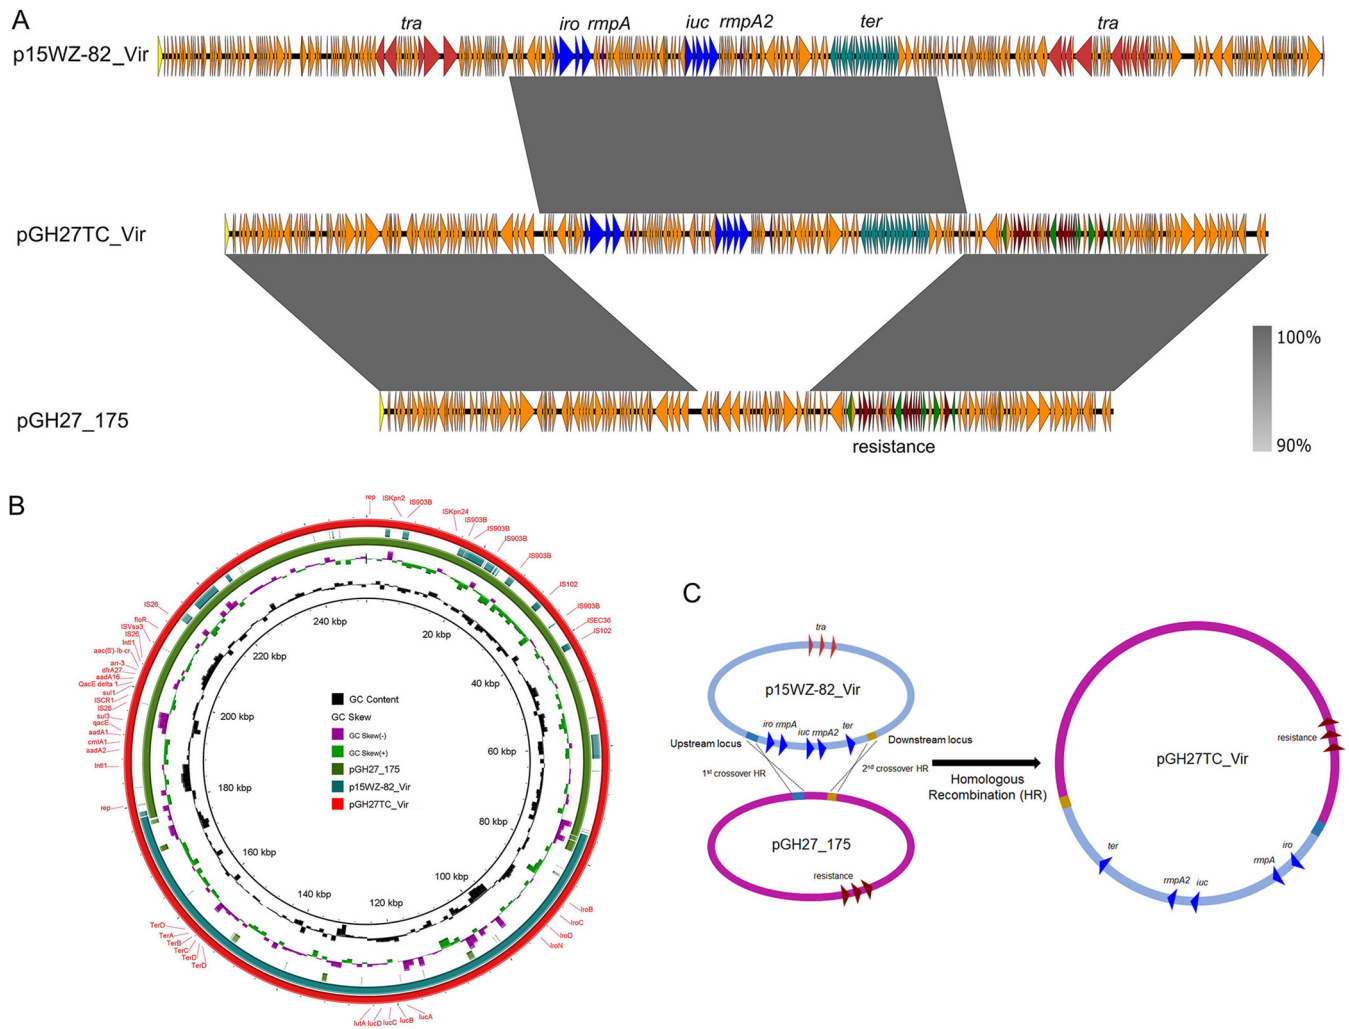 A
tra
iro
rmpA
iuc
rmpA2
ter
tra
p15WZ-82_Vir
pGH27TC_Vir
pGH27_175
resistance
100%
90%
B
rep
ISKpn2
IS903B
ISKpn24
IS903B
IS903B
IS903B
IS903B
IS102
IS903B
ISEC36
IS102
IroB
IroC
IroD
IroN
IucA
IucB
IucC
IucD
IutA
TerD
TerA
TerB
TerC
TerD
TerD
rep
IntI1
aadA2
cmlA1
aadA1
qacE
sul3
IS26
ISCR1
sul1
QacE delta 1
aadA16
dfrA27
arr-3
aac(6')-Ib-cr
IntI1
IS26
ISVsa3
floR
IS26
20
40
60
80
100 kbp
120 kbp
140 kbp
160 kbp
180 kbp
200 kbp
220 kbp
240 kbp
GC Content
GC Skew
GC Skew(-)
GC Skew(+)
pGH27_175
p15WZ-82_Vir
pGH27TC_Vir
C
tra
p15WZ-82_Vir
iro rmpA
iuc rmpA2
ter
Upstream locus
Downstream locus
1st crossover HR
2nd crossover HR
pGH27_175
resistance
Homologous
Recombination (HR)
pGH27TC_Vir
resistance
iro
rmpA
iuc
rmpA2
ter